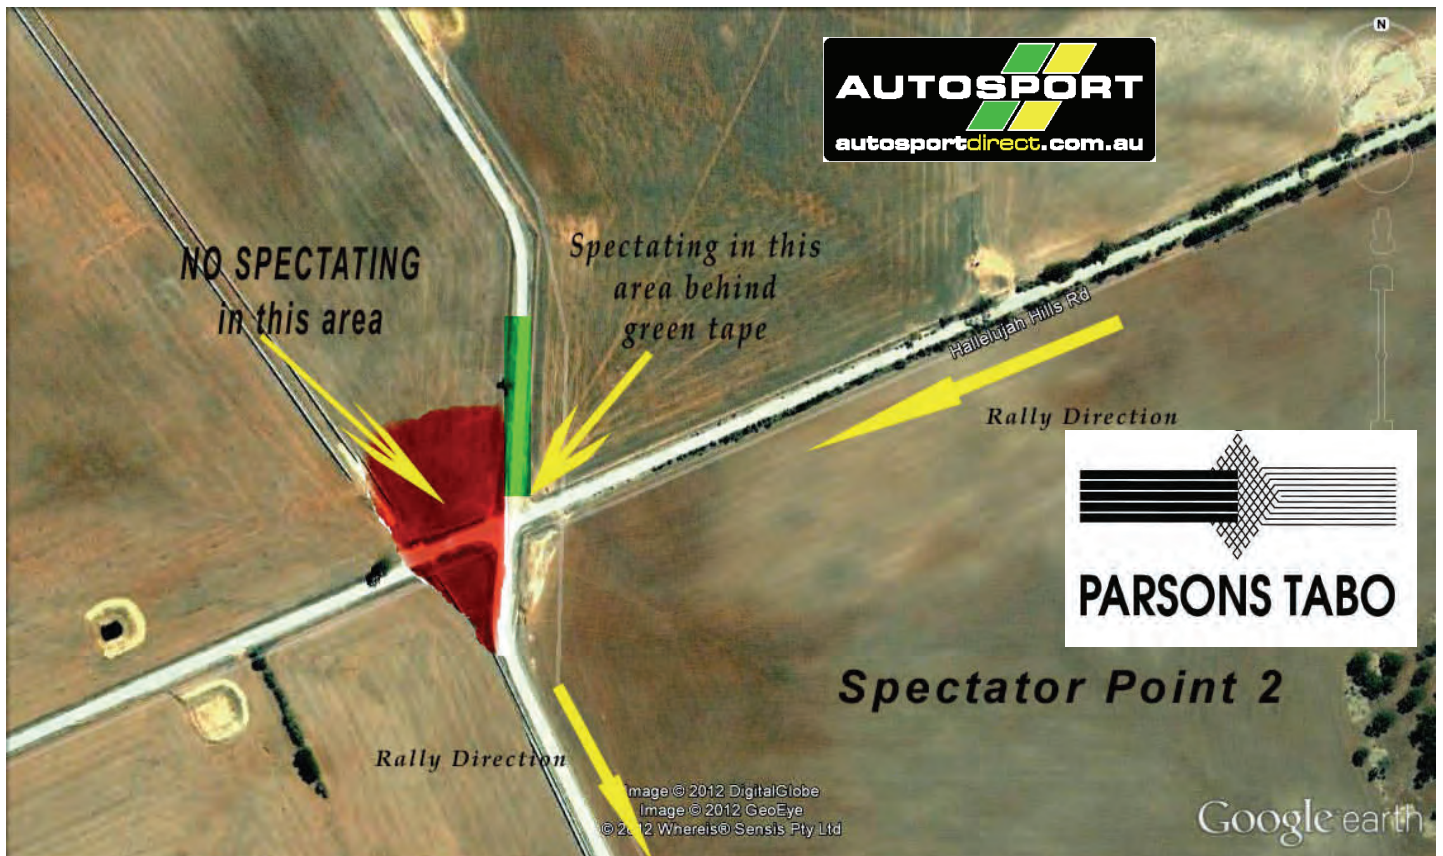 N
AUTOSPORT
autosportdirect.com.au
NO SPECTATING
in this area
Spectating in this
area behind
green tape
Hallelujah Hills Rd
Rally Direction
PARSONS TABO
Spectator Point 2
Rally Direction
Image © 2012 DigitalGlobe
Image © 2012 GeoEye
© 2012 Whereis® Sensis Pty Ltd
Google earth